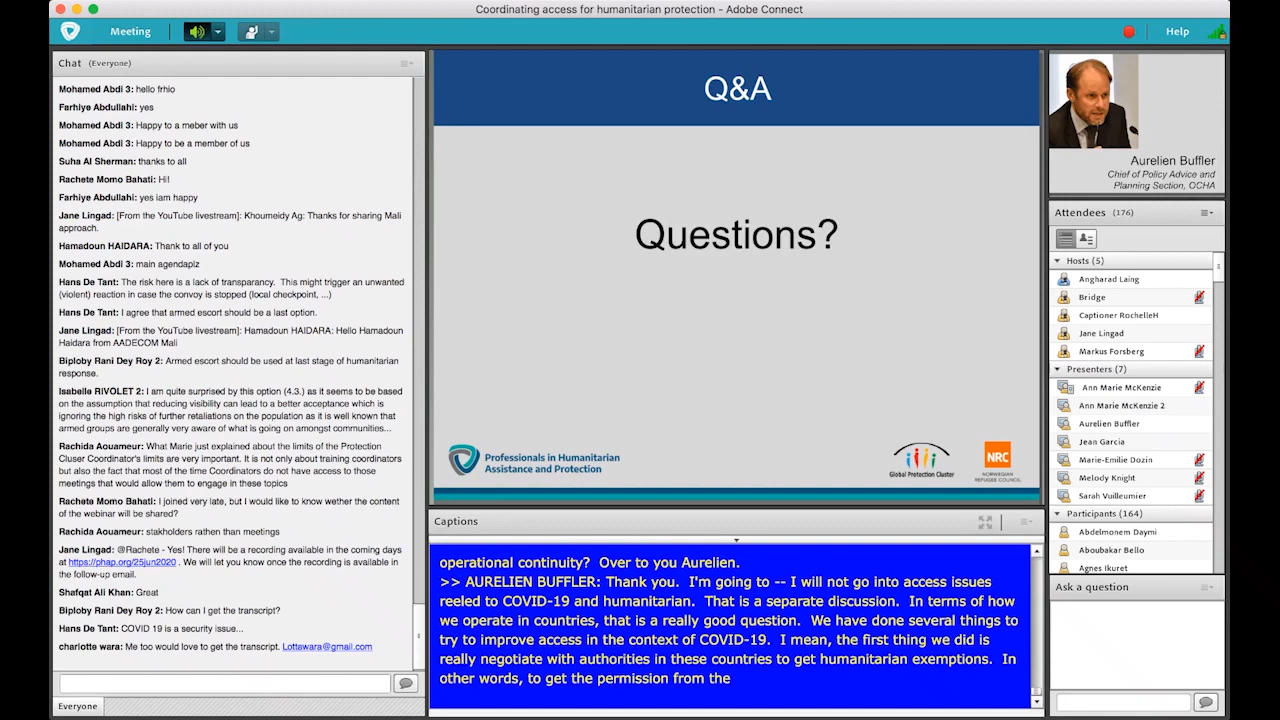 Coordinating access for humanitarian protection - Adobe Connect
Meeting
Help
Chat (Everyone)
Mohamed Abdi 3: hello frhio
Farhiye Abdullahi: yes
Mohamed Abdi 3: Happy to a meber with us
Mohamed Abdi 3: Happy to be a member of us
Suha Al Sherman: thanks to all
Rachete Momo Bahati: Hi!
Farhiye Abdullahi: yes iam happy
Jane Lingad: [From the YouTube livestream]: Khoumeidy Ag: Thanks for sharing Mali
approach.
Hamadoun HAIDARA: Thank to all of you
Mohamed Abdi 3: main agendaplz
Hans De Tant: The risk here is a lack of transparancy. This might trigger an unwanted
(violent) reaction in case the convoy is stopped (local checkpoint, ...)
Hans De Tant: I agree that armed escort should be a last option.
Jane Lingad: [From the YouTube livestream]: Hamadoun HAIDARA: Hello Hamadoun
Haidara from AADECOM Mali
Biploby Rani Dey Roy 2: Armed escort should be used at last stage of humanitarian
response.
Isabelle RIVOLET 2: I am quite surprised by this option (4.3.) as it seems to be based
on the assumption that reducing visibility can lead to a better acceptance which is
ignoring the high risks of further retaliations on the population as it is well known that
armed groups are generally very aware of what is going on amongst communities...
Rachida Aouameur: What Marie just explained about the limits of the Protection
Cluser Coordinator's limits are very important. It is not only about training coordinators
but also the fact that most of the time Coordinators do not have access to those
meetings that would allow them to engage in these topics
Rachete Momo Bahati: I joined very late, but I would like to know wether the content
of the webinar will be shared?
Rachida Aouameur: stakholders rathen than meetings
Jane Lingad: @Rachete - Yes! There will be a recording available in the coming days
at https://phap.org/25jun2020 . We will let you know once the recording is available in
the follow-up email.
Shafqat Ali Khan: Great
Biploby Rani Dey Roy 2: How can I get the transcript?
Hans De Tant: COVID 19 is a security issue...
charlotte wara: Me too would love to get the transcript. Lottawara@gmail.com
Everyone
Q&A
Questions?
Professionals in Humanitarian
Assistance and Protection
Global Protection Cluster
NRC
NORWEGIAN
REFUGEE COUNCIL
Captions
operational continuity? Over to you Aurelien.
>> AURELIEN BUFFLER: Thank you. I'm going to -- I will not go into access issues
reeled to COVID-19 and humanitarian. That is a separate discussion. In terms of how
we operate in countries, that is a really good question. We have done several things to
try to improve access in the context of COVID-19. I mean, the first thing we did is
really negotiate with authorities in these countries to get humanitarian exemptions. In
other words, to get the permission from the
Aurelien Buffler
Chief of Policy Advice and
Planning Section, OCHA
Attendees (176)
Hosts (5)
Angharad Laing
Bridge
Captioner RochelleH
Jane Lingad
Markus Forsberg
Presenters (7)
Ann Marie McKenzie
Ann Marie McKenzie 2
Aurelien Buffler
Jean Garcia
Marie-Emilie Dozin
Melody Knight
Sarah Vuilleumier
Participants (164)
Abdelmonem Daymi
Aboubakar Bello
Agnes Ikuret
Ask a question